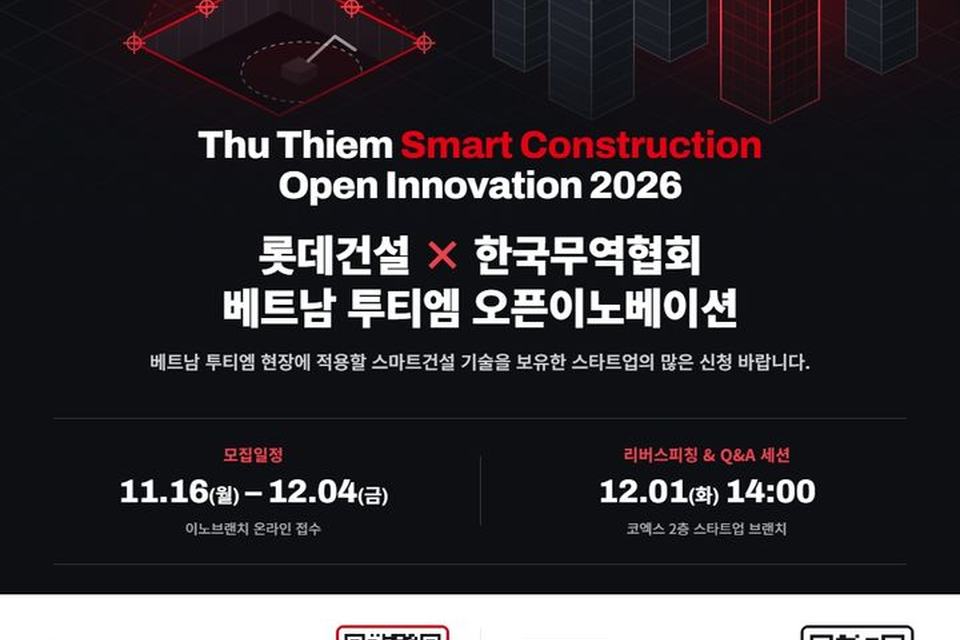 Thu Thiem Smart Construction
Open Innovation 2026
롯데건설 × 한국무역협회
베트남 투티엠 오픈이노베이션
베트남 투티엠 현장에 적용할 스마트건설 기술을 보유한 스타트업의 많은 신청 바랍니다.
모집일정
11.16(월) – 12.04(금)
이노브랜치 온라인 접수
리버스피칭 & Q&A 세션
12.01(화) 14:00
코엑스 2층 스타트업 브랜치